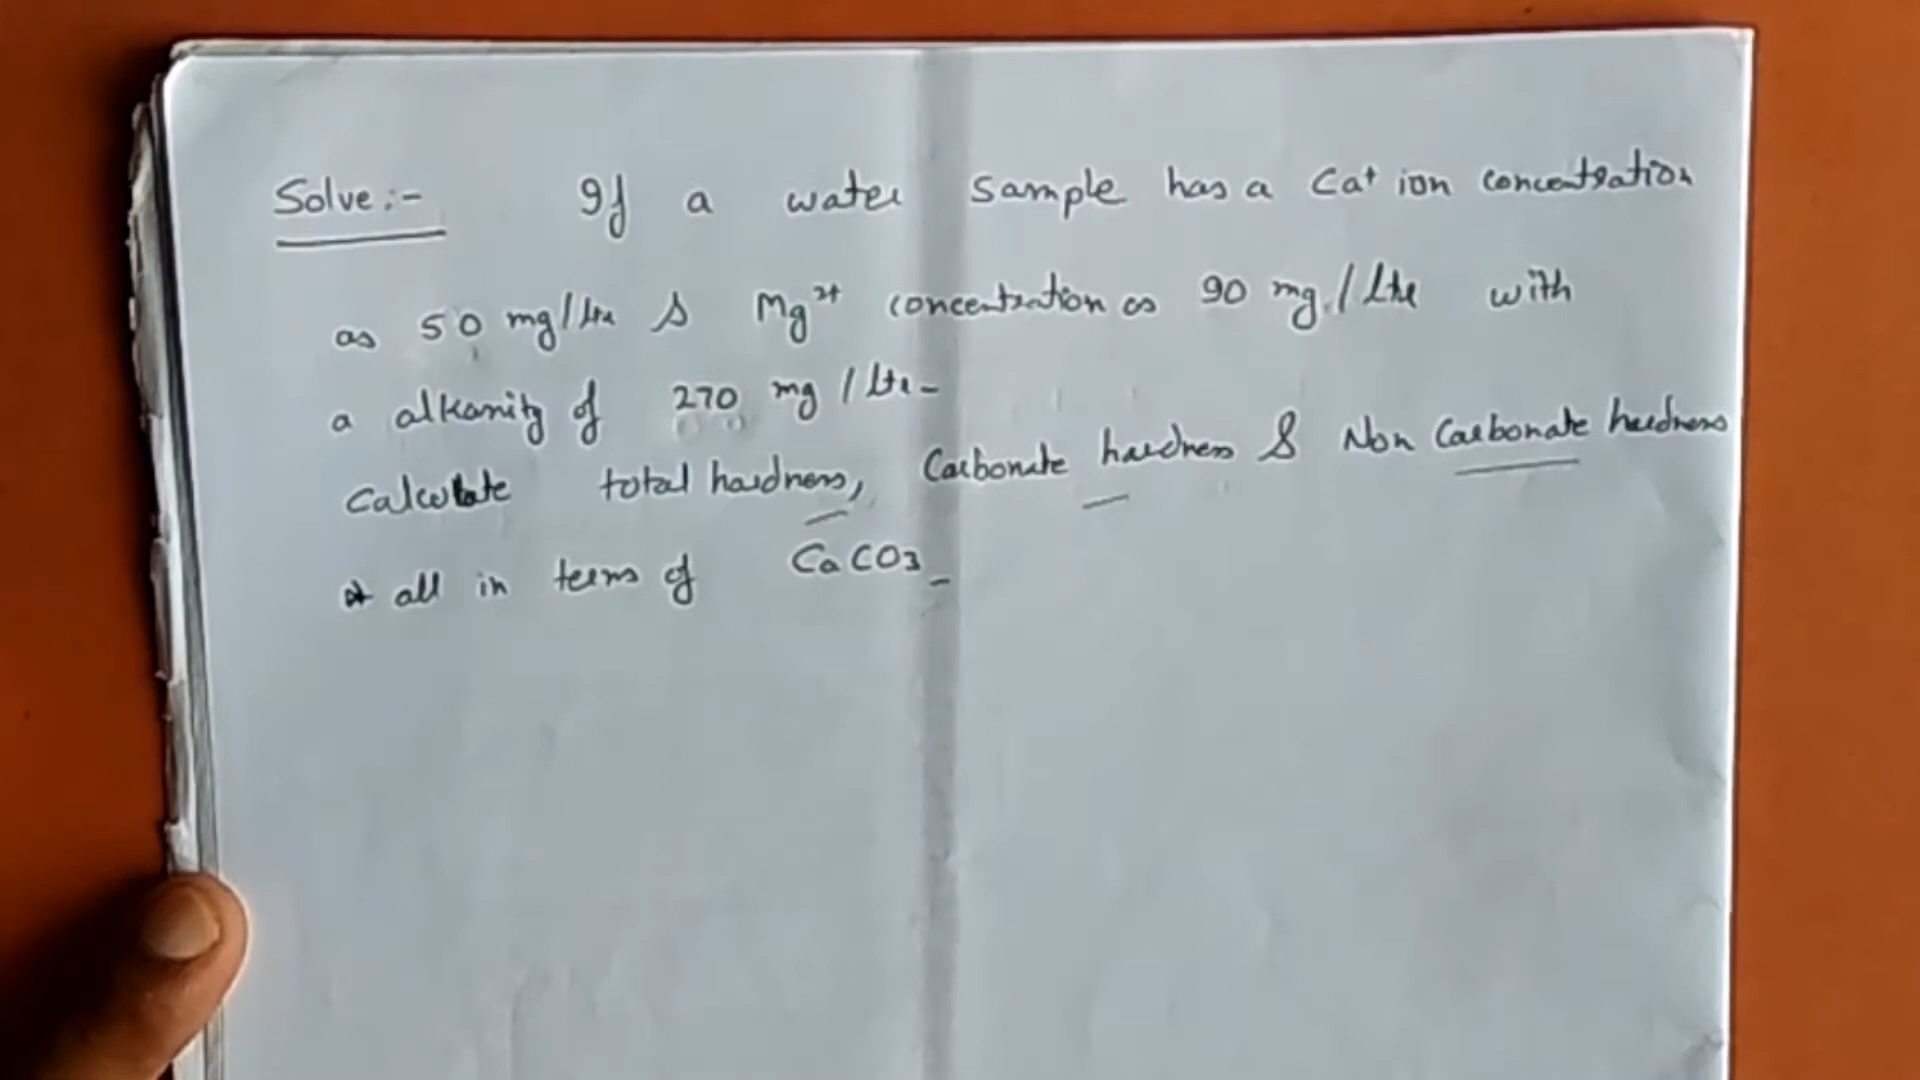 Solve :- If a water sample has a Ca+ ion concentration
as 50 mg/ltr & Mg2+ concentration as 90 mg/Ltr with
a alkanity of 270 mg/Ltr-
Calculate total hardness, Carbonate hardness & Non Carbonate hardness
all in terms of CaCO3 -